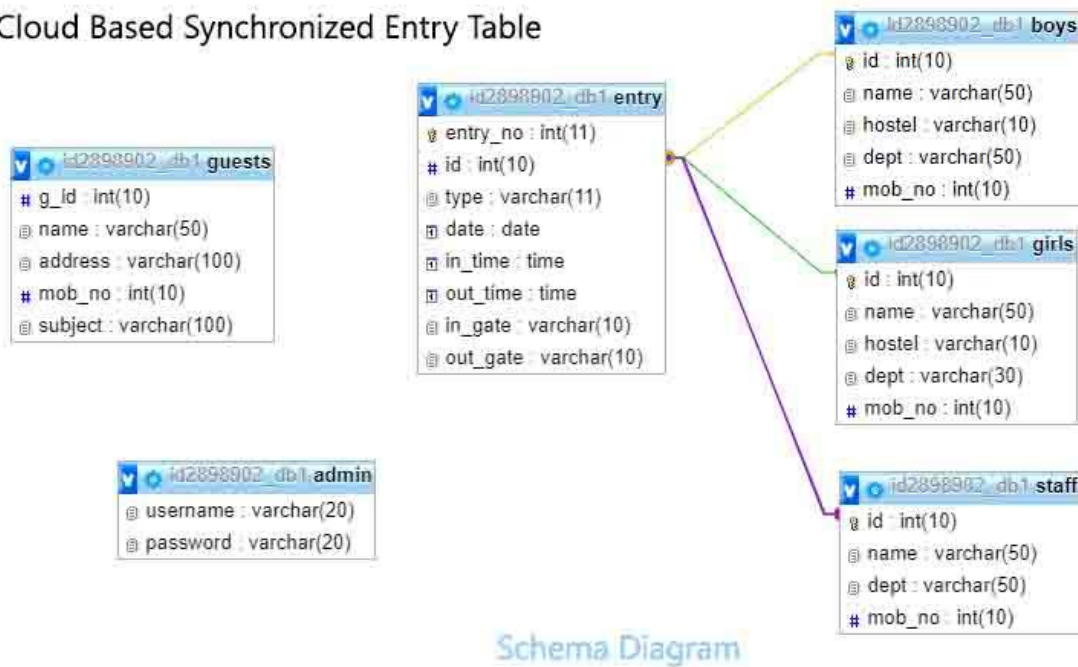 Cloud Based Synchronized Entry Table
id2898902_db1 guests
g_id : int(10)
name : varchar(50)
address : varchar(100)
mob_no : int(10)
subject : varchar(100)
id2898902_db1 admin
username : varchar(20)
password : varchar(20)
id2898902_db1 entry
entry_no : int(11)
id : int(10)
type : varchar(11)
date : date
in_time : time
out_time : time
in_gate : varchar(10)
out_gate : varchar(10)
id2898902_db1 boys
id : int(10)
name : varchar(50)
hostel : varchar(10)
dept : varchar(50)
mob_no : int(10)
id2898902_db1 girls
id : int(10)
name : varchar(50)
hostel : varchar(10)
dept : varchar(30)
mob_no : int(10)
id2898902_db1 staff
id : int(10)
name : varchar(50)
dept : varchar(50)
mob_no : int(10)
Schema Diagram